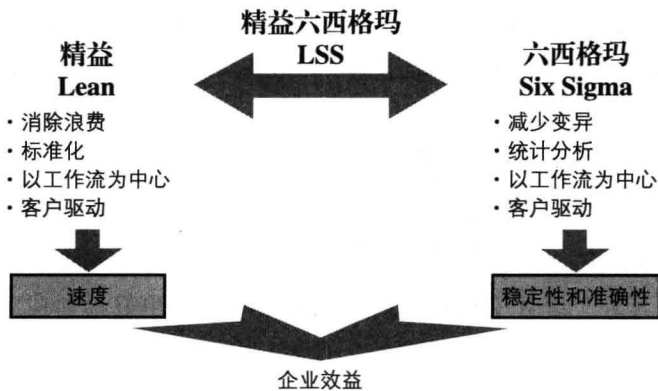 精益六西格玛
LSS
精益
Lean
· 消除浪费
· 标准化
· 以工作流为中心
· 客户驱动
速度
六西格玛
Six Sigma
· 减少变异
· 统计分析
· 以工作流为中心
· 客户驱动
稳定性和准确性
企业效益